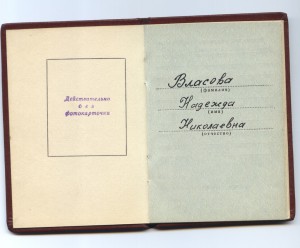 Действительно
без
фотокарточки
Власова
(фамилия)
Надежда
(имя)
Николаевна
(отчество)